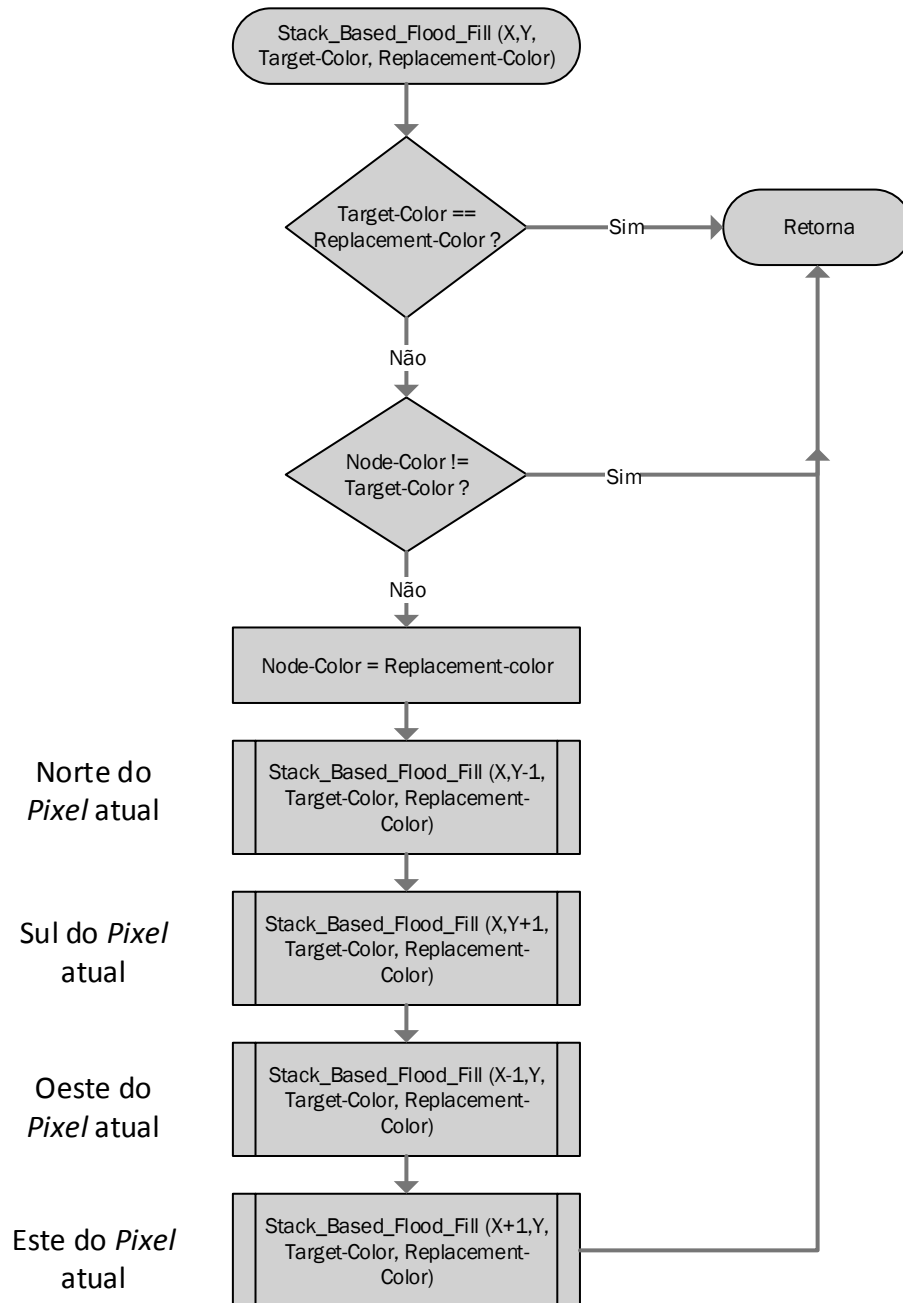 Stack_Based_Flood_Fill (X,Y,
Target-Color, Replacement-Color)
Target-Color ==
Replacement-Color ?
Sim
Retorna
Não
Node-Color !=
Target-Color ?
Sim
Não
Node-Color = Replacement-color
Norte do
Pixel atual
Stack_Based_Flood_Fill (X,Y-1,
Target-Color, Replacement-
Color)
Sul do Pixel
atual
Stack_Based_Flood_Fill (X,Y+1,
Target-Color, Replacement-
Color)
Oeste do
Pixel atual
Stack_Based_Flood_Fill (X-1,Y,
Target-Color, Replacement-
Color)
Este do Pixel
atual
Stack_Based_Flood_Fill (X+1,Y,
Target-Color, Replacement-
Color)